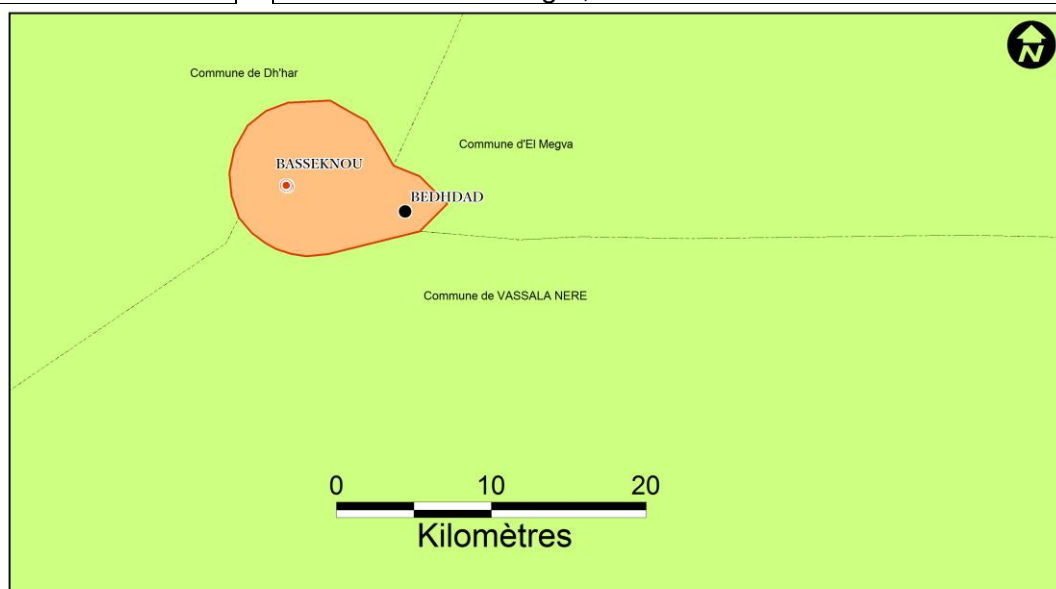 N
Commune de Dh'har
Commune d'El Megva
BASSEKNOU
BEDHDAD
Commune de VASSALA NERE
0 10 20
Kilomètres